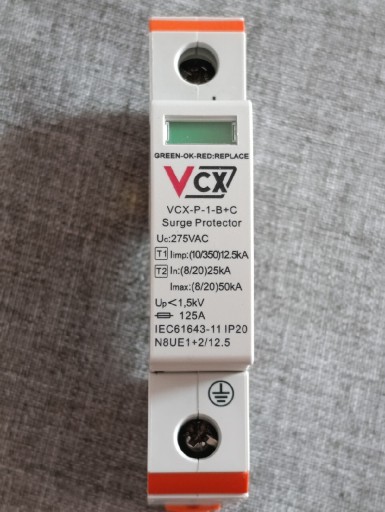 GREEN-OK-RED:REPLACE
VCX
VCX-P-1-B+C
Surge Protector
Uc:275VAC
T1 Iimp:(10/350)12.5kA
T2 In:(8/20)25kA
Imax:(8/20)50kA
Up<1,5kV
125A
IEC61643-11 IP20
N8UE1+2/12.5